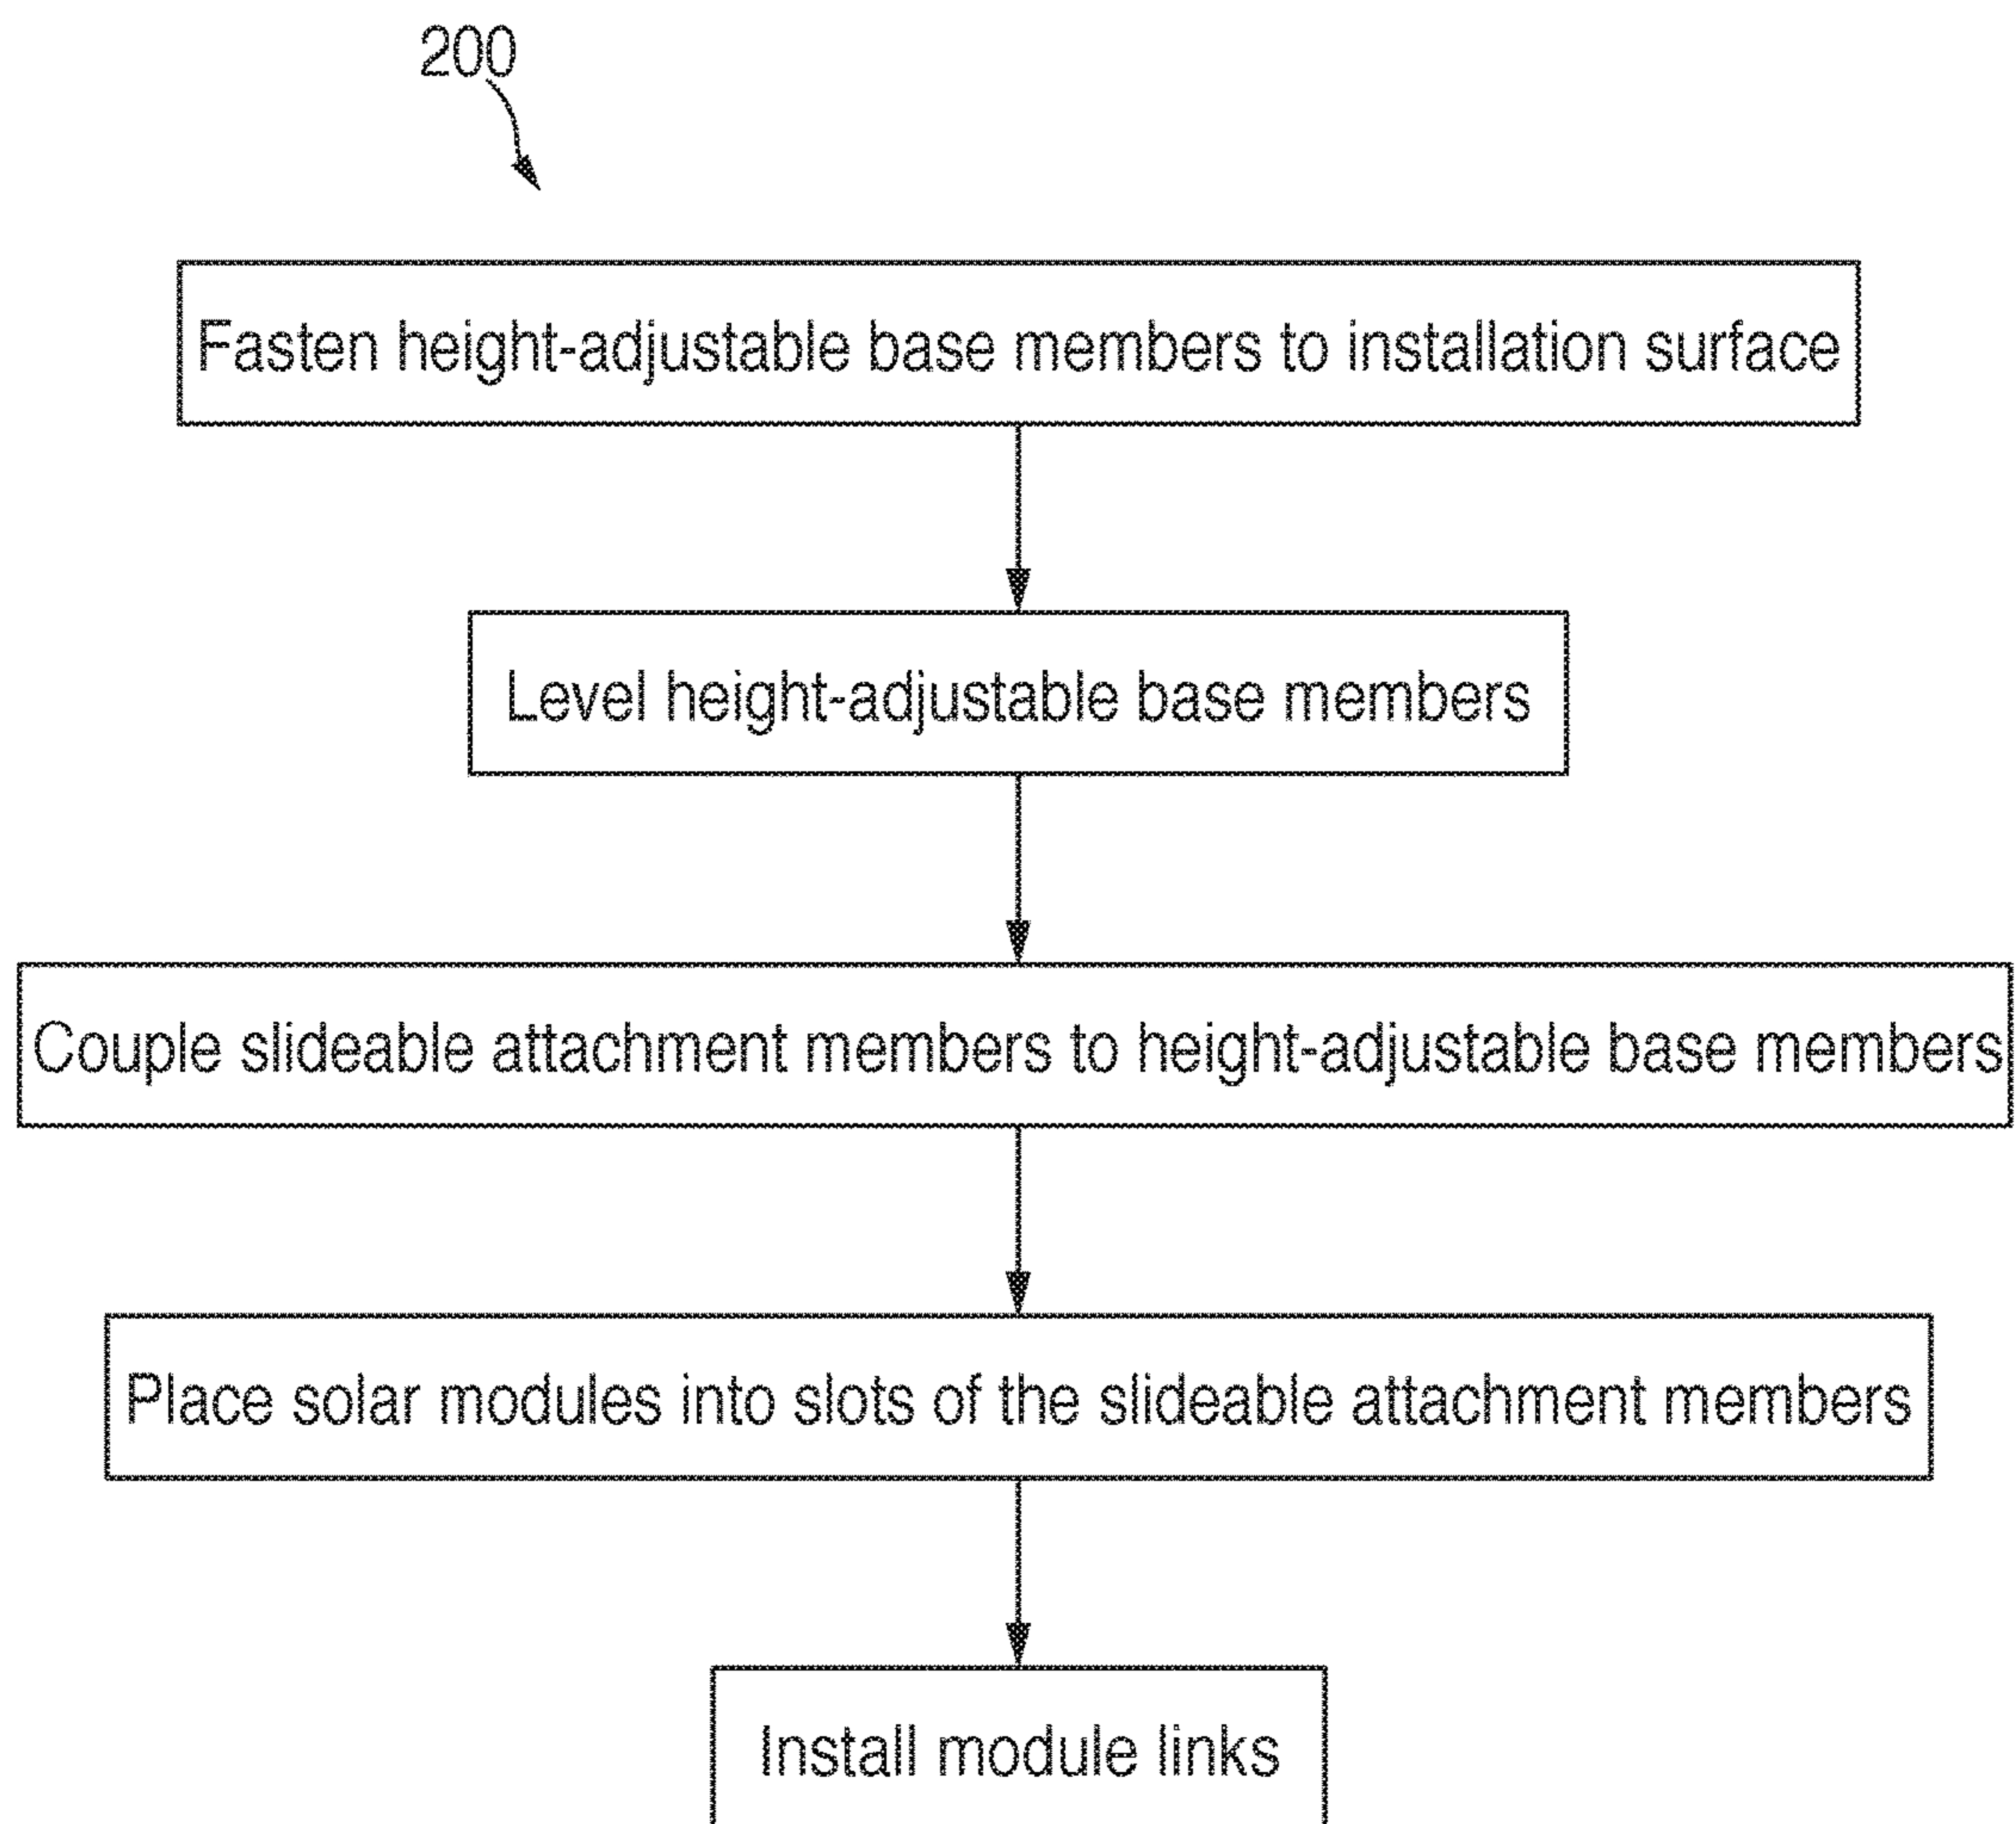 200
Fasten height-adjustable base members to installation surface
Level height-adjustable base members
Couple slideable attachment members to height-adjustable base members
Place solar modules into slots of the slideable attachment members
Install module links